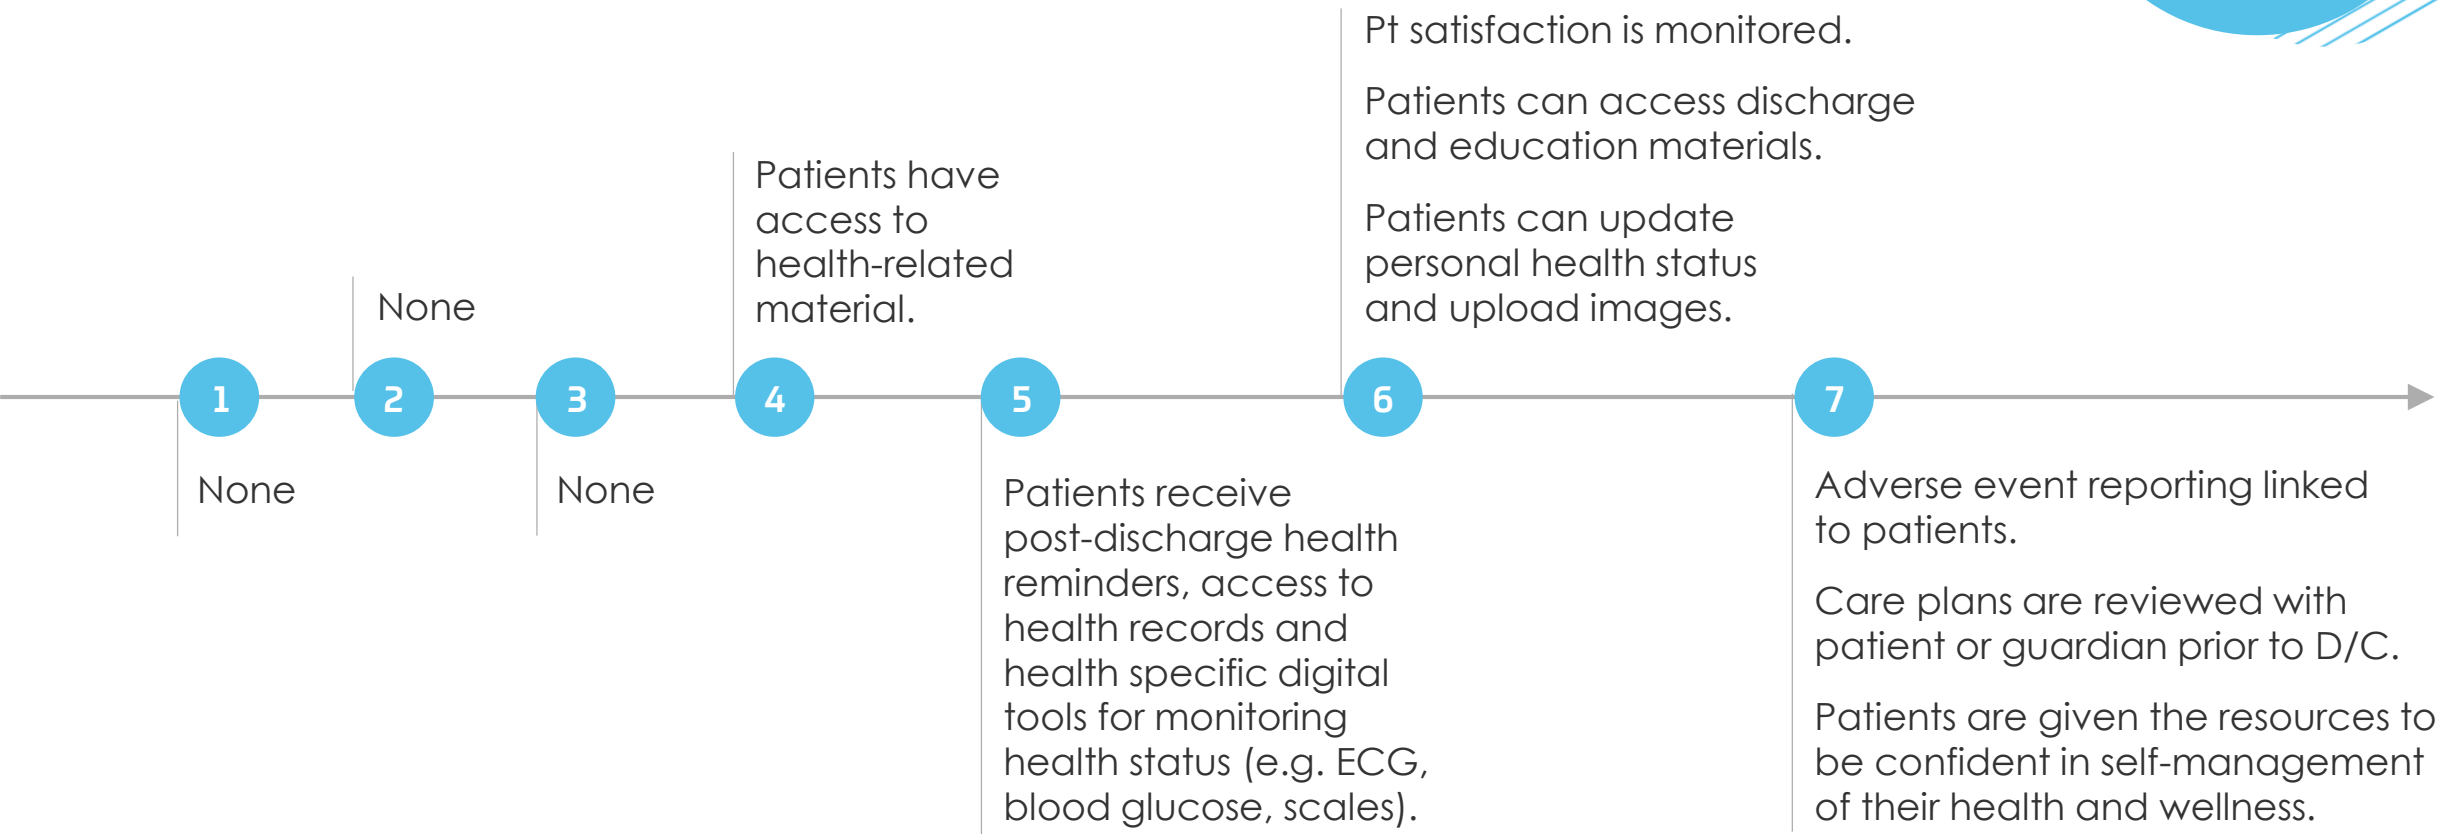 1
None
2
None
3
None
4
Patients have
access to
health-related
material.
5
Patients receive
post-discharge health
reminders, access to
health records and
health specific digital
tools for monitoring
health status (e.g. ECG,
blood glucose, scales).
6
Pt satisfaction is monitored.
Patients can access discharge
and education materials.
Patients can update
personal health status
and upload images.
7
Adverse event reporting linked
to patients.
Care plans are reviewed with
patient or guardian prior to D/C.
Patients are given the resources to
be confident in self-management
of their health and wellness.